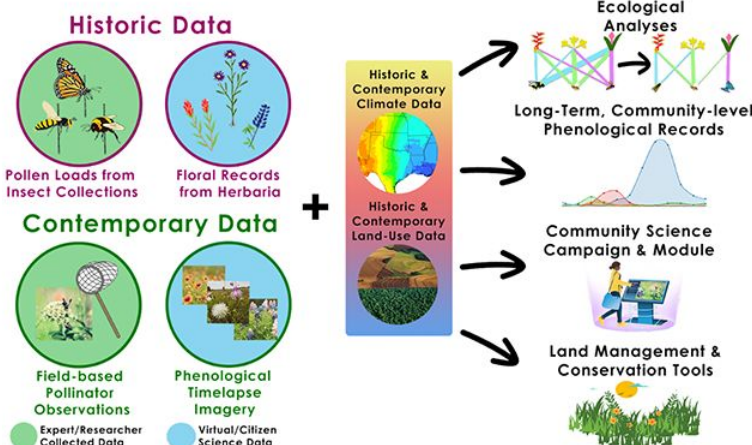 Historic Data
Pollen Loads from
Insect Collections
Floral Records
from Herbaria
Contemporary Data
Field-based
Pollinator
Observations
Phenological
Timelapse
Imagery
Expert/Researcher
Collected Data
Virtual/Citizen
Science Data
+
Historic &
Contemporary
Climate Data
Historic &
Contemporary
Land-Use Data
Ecological
Analyses
Long-Term, Community-level
Phenological Records
Community Science
Campaign & Module
Land Management &
Conservation Tools